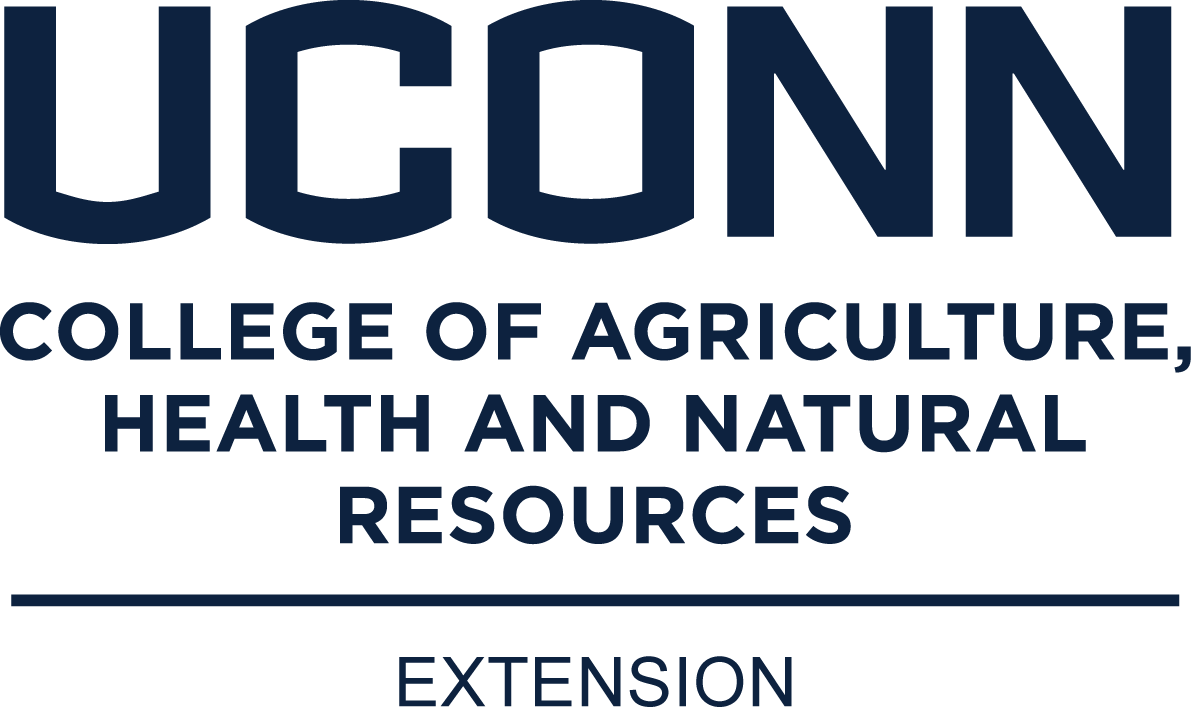 UCONN
COLLEGE OF AGRICULTURE,
HEALTH AND NATURAL
RESOURCES
EXTENSION